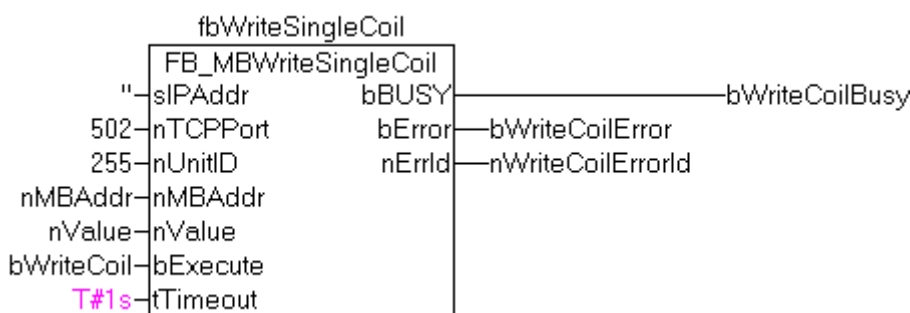 fbWriteSingleCoil
FB_MBWriteSingleCoil
''sIPAddr bBUSY bWriteCoilBusy
502 nTCPPort bError bWriteCoilError
255 nUnitID nErrId nWriteCoilErrorId
nMBAddr nMBAddr
nValue nValue
bWriteCoil bExecute
T#1s tTimeout